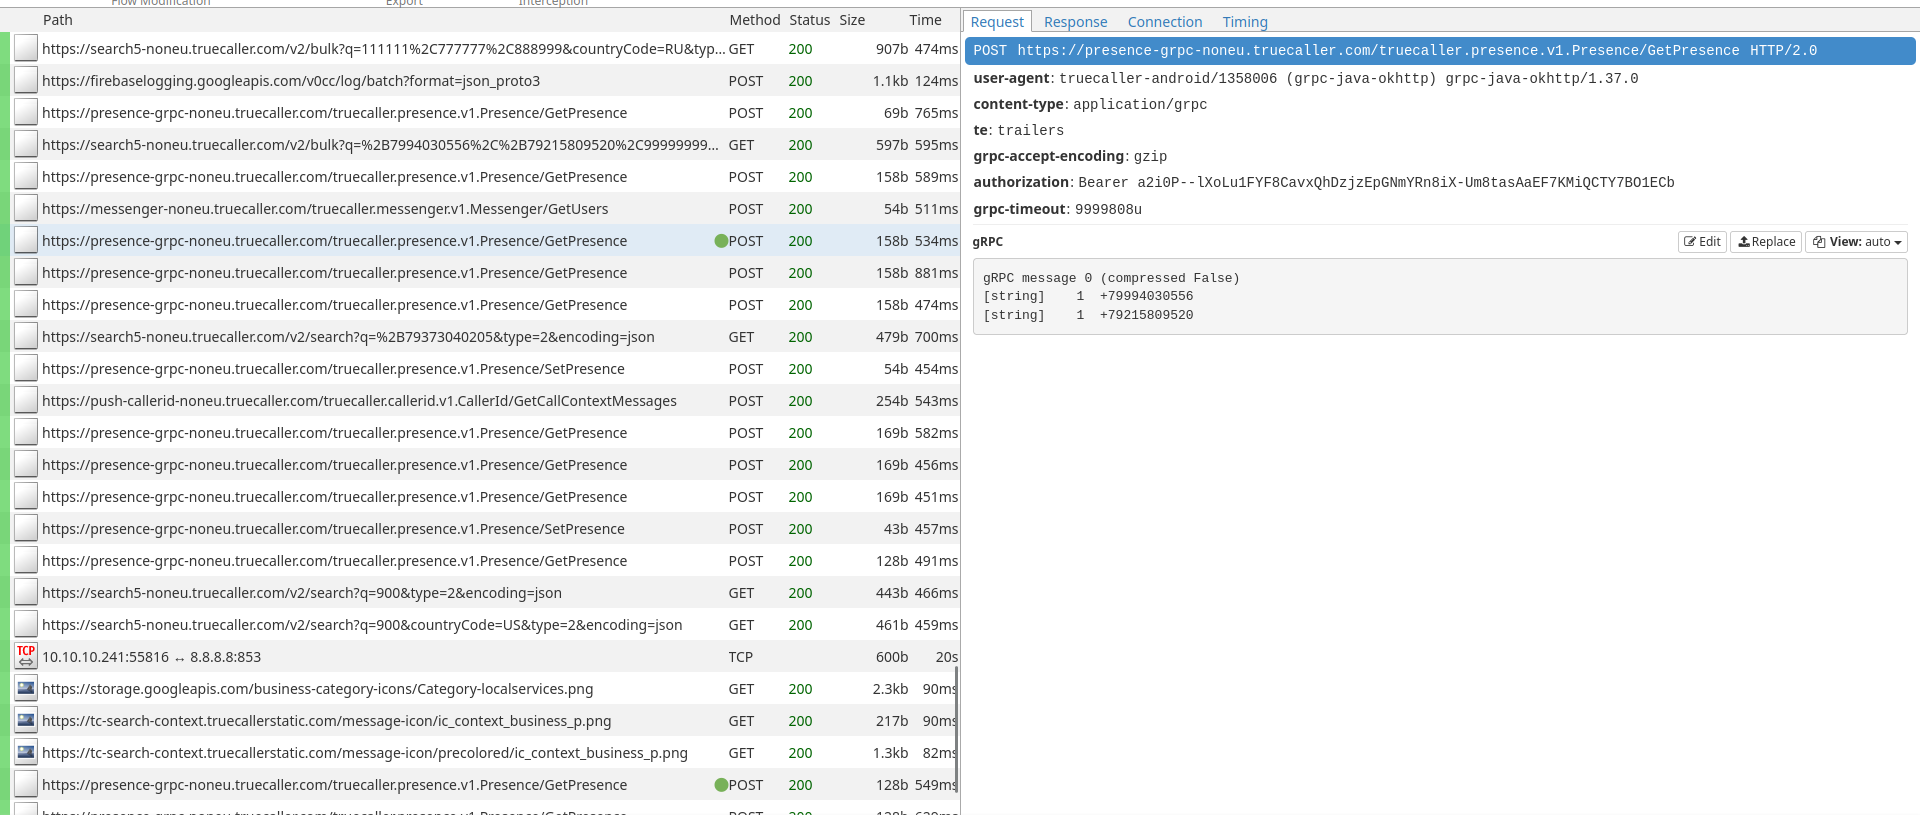 Flow Modification Export Interception
Path Method Status Size Time
https://search5-noneu.truecaller.com/v2/bulk?q=111111%2C777777%2C888999&countryCode=RU&typ... GET 200 907b 474ms
https://firebaselogging.googleapis.com/v0cc/log/batch?format=json_proto3 POST 200 1.1kb 124ms
https://presence-grpc-noneu.truecaller.com/truecaller.presence.v1.Presence/GetPresence POST 200 69b 765ms
https://search5-noneu.truecaller.com/v2/bulk?q=%2B7994030556%2C%2B79215809520%2C99999999... GET 200 597b 595ms
https://presence-grpc-noneu.truecaller.com/truecaller.presence.v1.Presence/GetPresence POST 200 158b 589ms
https://messenger-noneu.truecaller.com/truecaller.messenger.v1.Messenger/GetUsers POST 200 54b 511ms
https://presence-grpc-noneu.truecaller.com/truecaller.presence.v1.Presence/GetPresence POST 200 158b 534ms
https://presence-grpc-noneu.truecaller.com/truecaller.presence.v1.Presence/GetPresence POST 200 158b 881ms
https://presence-grpc-noneu.truecaller.com/truecaller.presence.v1.Presence/GetPresence POST 200 158b 474ms
https://search5-noneu.truecaller.com/v2/search?q=%2B79373040205&type=2&encoding=json GET 200 479b 700ms
https://presence-grpc-noneu.truecaller.com/truecaller.presence.v1.Presence/SetPresence POST 200 54b 454ms
https://push-callerid-noneu.truecaller.com/truecaller.callerid.v1.CallerId/GetCallContextMessages POST 200 254b 543ms
https://presence-grpc-noneu.truecaller.com/truecaller.presence.v1.Presence/GetPresence POST 200 169b 582ms
https://presence-grpc-noneu.truecaller.com/truecaller.presence.v1.Presence/GetPresence POST 200 169b 456ms
https://presence-grpc-noneu.truecaller.com/truecaller.presence.v1.Presence/GetPresence POST 200 169b 451ms
https://presence-grpc-noneu.truecaller.com/truecaller.presence.v1.Presence/SetPresence POST 200 43b 457ms
https://presence-grpc-noneu.truecaller.com/truecaller.presence.v1.Presence/GetPresence POST 200 128b 491ms
https://search5-noneu.truecaller.com/v2/search?q=900&type=2&encoding=json GET 200 443b 466ms
https://search5-noneu.truecaller.com/v2/search?q=900&countryCode=US&type=2&encoding=json GET 200 461b 459ms
TCP 10.10.10.241:55816 ↔ 8.8.8.8:853 TCP 600b 20s
https://storage.googleapis.com/business-category-icons/Category-localservices.png GET 200 2.3kb 90ms
https://tc-search-context.truecallerstatic.com/message-icon/ic_context_business_p.png GET 200 217b 90ms
https://tc-search-context.truecallerstatic.com/message-icon/precolored/ic_context_business_p.png GET 200 1.3kb 82ms
https://presence-grpc-noneu.truecaller.com/truecaller.presence.v1.Presence/GetPresence POST 200 128b 549ms
Request Response Connection Timing
POST https://presence-grpc-noneu.truecaller.com/truecaller.presence.v1.Presence/GetPresence HTTP/2.0
user-agent: truecaller-android/1358006 (grpc-java-okhttp) grpc-java-okhttp/1.37.0
content-type: application/grpc
te: trailers
grpc-accept-encoding: gzip
authorization: Bearer a2i0P--lXoLu1FYF8CavxQhDzjzEpGNmYRn8iX-Um8tasAaEF7KMiQCTY7BO1ECb
grpc-timeout: 9999808u
gRPC Edit Replace View: auto
gRPC message 0 (compressed False)
[string] 1 +79994030556
[string] 1 +79215809520